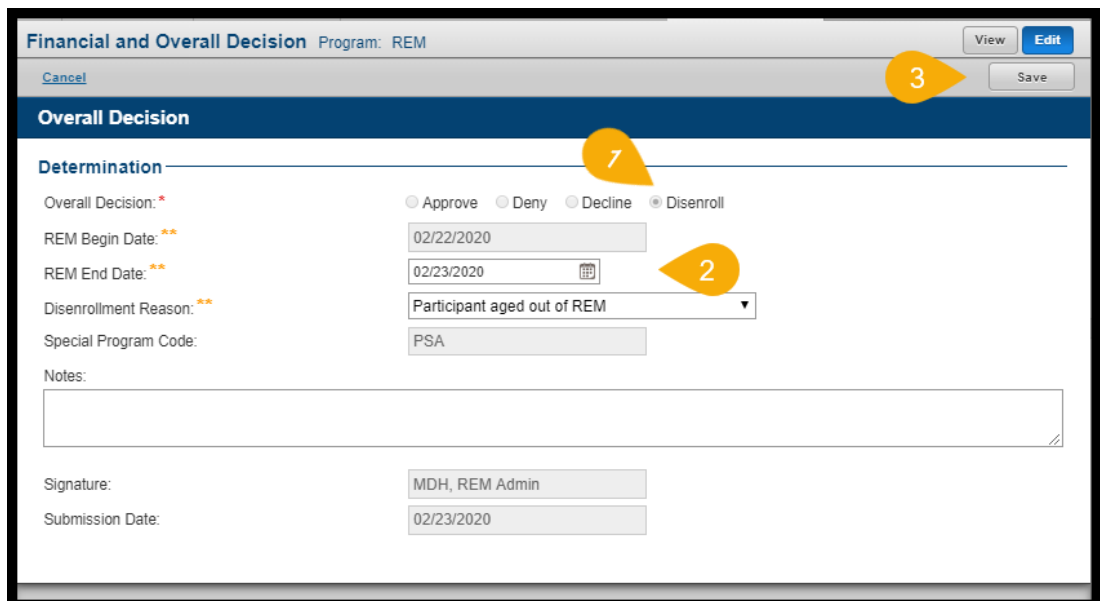 Financial and Overall Decision Program: REM View Edit
Cancel 3 Save
Overall Decision
Determination 1
Overall Decision:* Approve Deny Decline Disenroll
REM Begin Date:** 02/22/2020
REM End Date:** 02/23/2020 2
Disenrollment Reason:** Participant aged out of REM
Special Program Code: PSA
Notes:
Signature: MDH, REM Admin
Submission Date: 02/23/2020